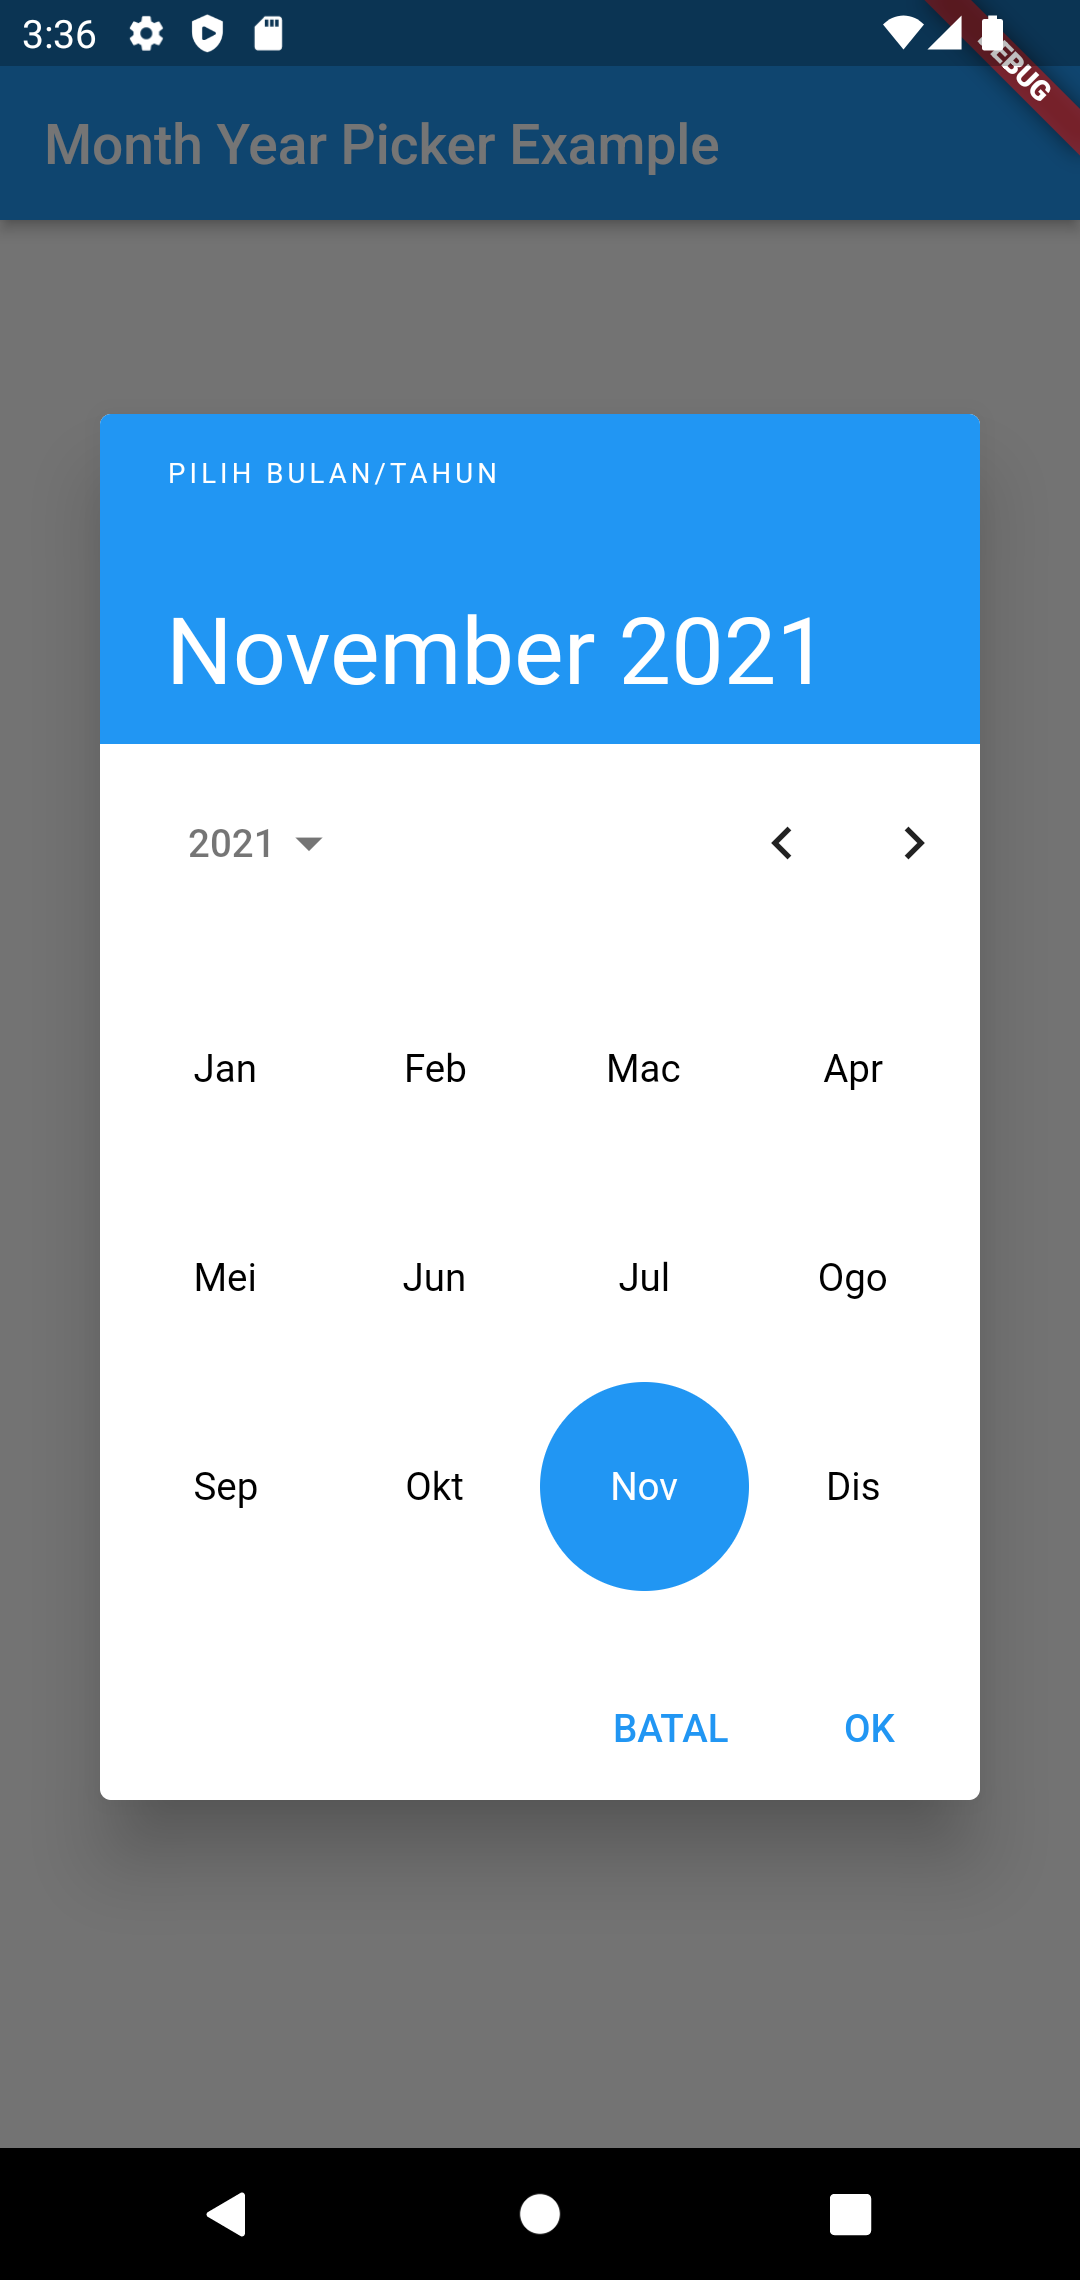 3:36
DEBUG
Month Year Picker Example
PILIH BULAN/TAHUN
November 2021
2021
Jan Feb Mac Apr
Mei Jun Jul Ogo
Sep Okt Nov Dis
BATAL OK